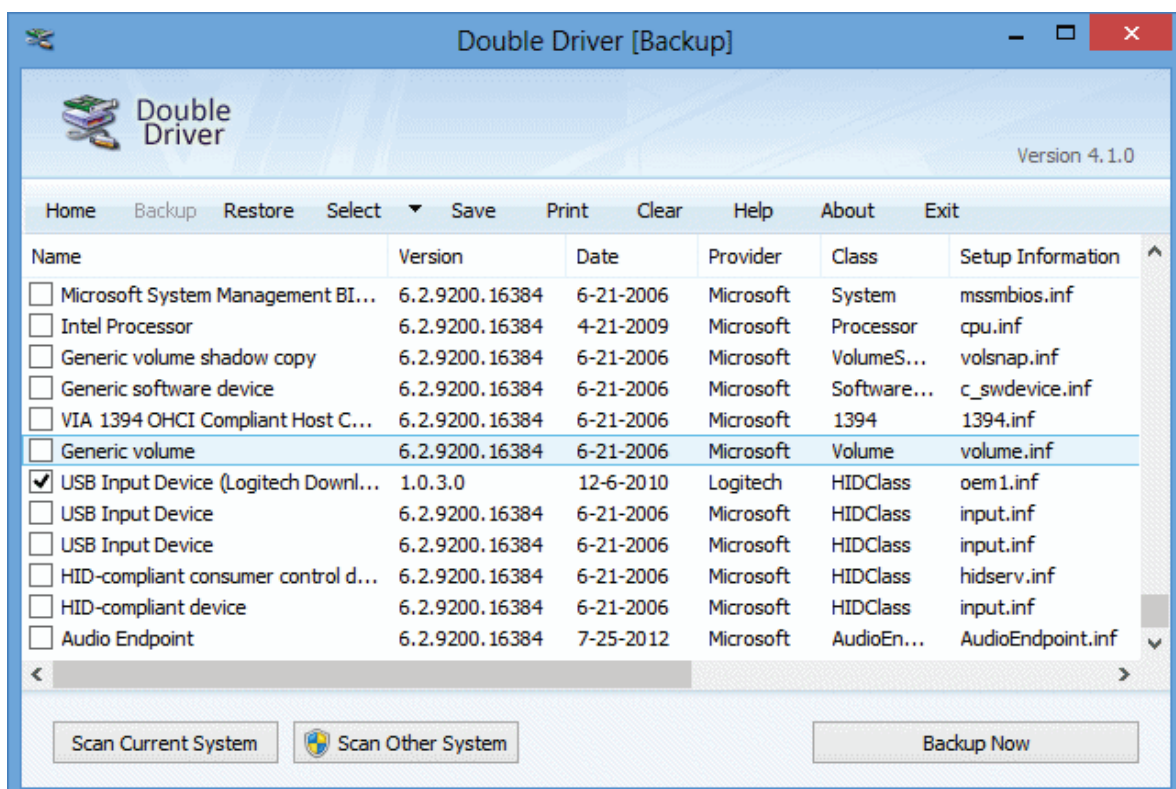 Double Driver [Backup]
Double
Driver
Version 4.1.0
Home Backup Restore Select Save Print Clear Help About Exit
Name Version Date Provider Class Setup Information
Microsoft System Management BI... 6.2.9200.16384 6-21-2006 Microsoft System mssmbios.inf
Intel Processor 6.2.9200.16384 4-21-2009 Microsoft Processor cpu.inf
Generic volume shadow copy 6.2.9200.16384 6-21-2006 Microsoft VolumeS... volsnap.inf
Generic software device 6.2.9200.16384 6-21-2006 Microsoft Software... c_swdevice.inf
VIA 1394 OHCI Compliant Host C... 6.2.9200.16384 6-21-2006 Microsoft 1394 1394.inf
Generic volume 6.2.9200.16384 6-21-2006 Microsoft Volume volume.inf
USB Input Device (Logitech Downl... 1.0.3.0 12-6-2010 Logitech HIDClass oem1.inf
USB Input Device 6.2.9200.16384 6-21-2006 Microsoft HIDClass input.inf
USB Input Device 6.2.9200.16384 6-21-2006 Microsoft HIDClass input.inf
HID-compliant consumer control d... 6.2.9200.16384 6-21-2006 Microsoft HIDClass hidserv.inf
HID-compliant device 6.2.9200.16384 6-21-2006 Microsoft HIDClass input.inf
Audio Endpoint 6.2.9200.16384 7-25-2012 Microsoft AudioEn... AudioEndpoint.inf
Scan Current System Scan Other System Backup Now